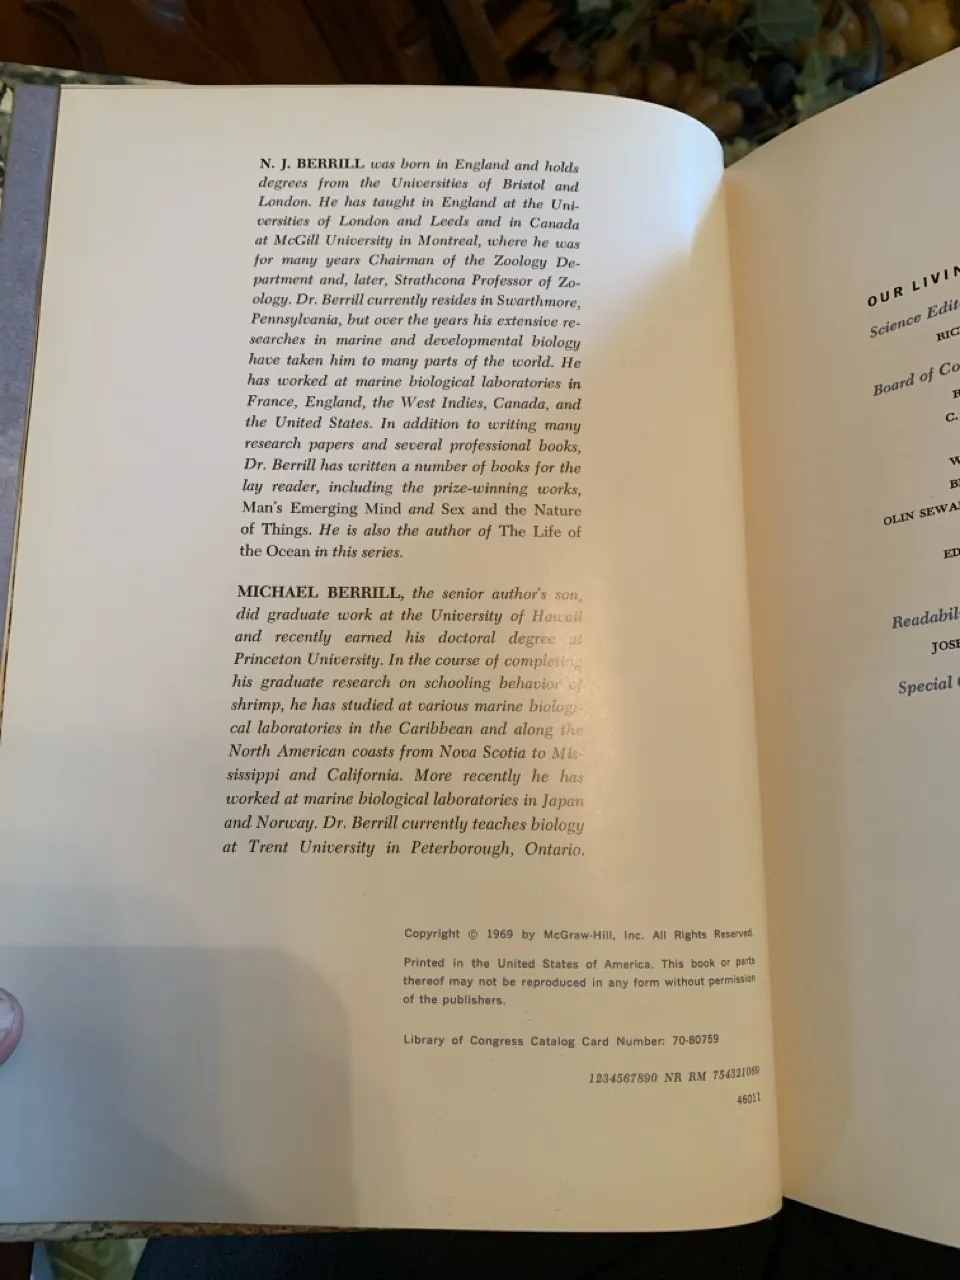 N. J. BERRILL was born in England and holds
degrees from the Universities of Bristol and
London. He has taught in England at the Uni-
versities of London and Leeds and in Canada
at McGill University in Montreal, where he was
for many years Chairman of the Zoology De-
partment and, later, Strathcona Professor of Zo-
ology. Dr. Berrill currently resides in Swarthmore,
Pennsylvania, but over the years his extensive re-
searches in marine and developmental biology
have taken him to many parts of the world. He
has worked at marine biological laboratories in
France, England, the West Indies, Canada, and
the United States. In addition to writing many
research papers and several professional books,
Dr. Berrill has written a number of books for the
lay reader, including the prize-winning works,
Man's Emerging Mind and Sex and the Nature
of Things. He is also the author of The Life of
the Ocean in this series.
MICHAEL BERRILL, the senior author's son,
did graduate work at the University of Hawaii
and recently earned his doctoral degree at
Princeton University. In the course of completing
his graduate research on schooling behavior of
shrimp, he has studied at various marine biologi-
cal laboratories in the Caribbean and along the
North American coasts from Nova Scotia to Mis-
sissippi and California. More recently he has
worked at marine biological laboratories in Japan
and Norway. Dr. Berrill currently teaches biology
at Trent University in Peterborough, Ontario.
Copyright © 1969 by McGraw-Hill, Inc. All Rights Reserved.
Printed in the United States of America. This book or parts
thereof may not be reproduced in any form without permission
of the publishers.
Library of Congress Catalog Card Number: 70-80759
1234567890 NR RM 754321069
46011
OUR LIVIN
Science Edit
RIC
Board of Co
C.
W
OLIN SEWA
ED
Readabil
JOSE
Special